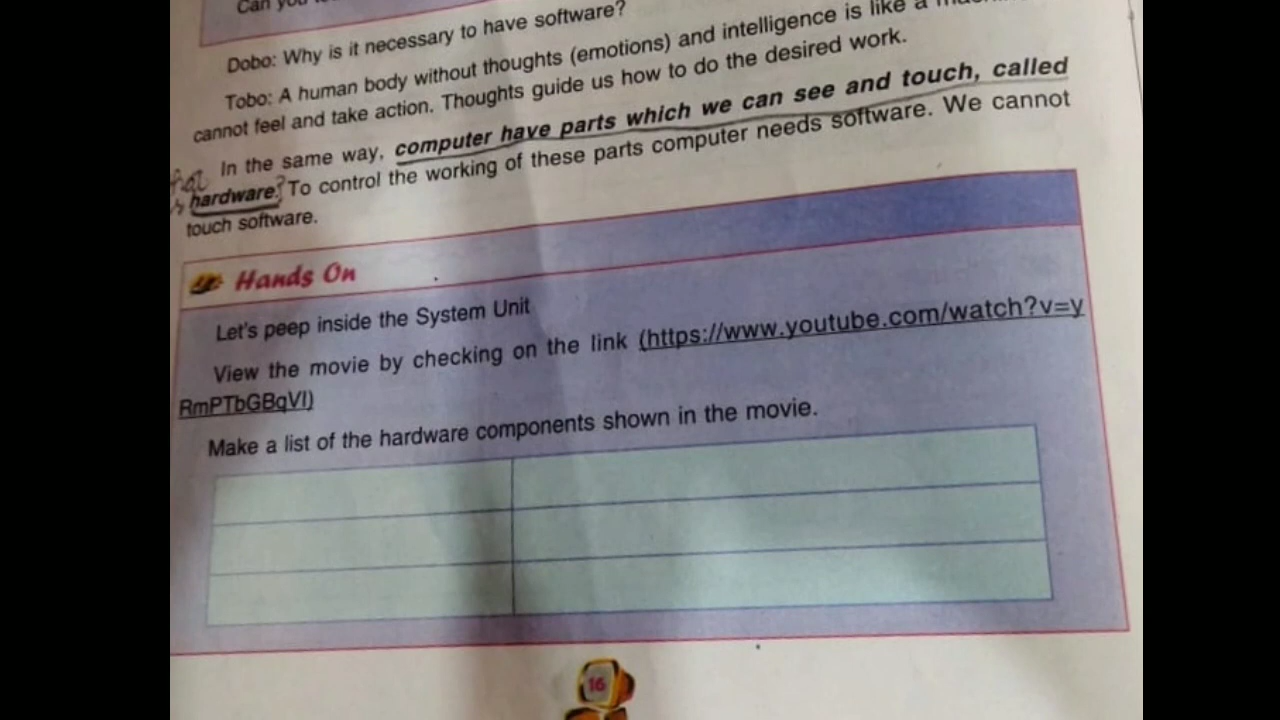 Can you
Dobo: Why is it necessary to have software?
Tobo: A human body without thoughts (emotions) and intelligence is like a
cannot feel and take action. Thoughts guide us how to do the desired work.
In the same way, computer have parts which we can see and touch, called
hardware. To control the working of these parts computer needs software. We cannot
touch software.
Hands On
Let's peep inside the System Unit
View the movie by checking on the link (https://www.youtube.com/watch?v=y
RmPTbGBqVI)
Make a list of the hardware components shown in the movie.
16